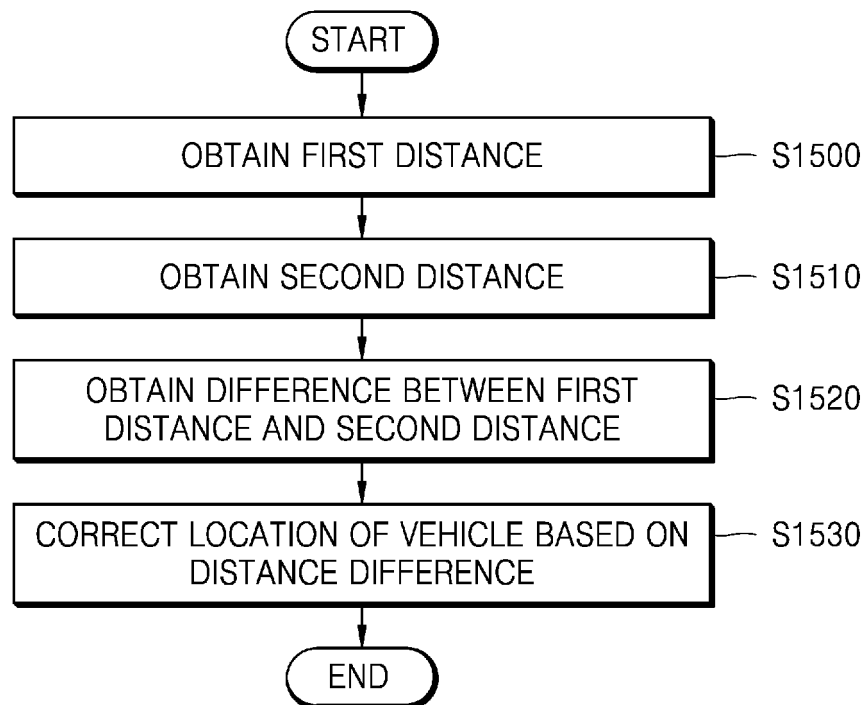 START
OBTAIN FIRST DISTANCE
S1500
OBTAIN SECOND DISTANCE
S1510
OBTAIN DIFFERENCE BETWEEN FIRST
DISTANCE AND SECOND DISTANCE
S1520
CORRECT LOCATION OF VEHICLE BASED ON
DISTANCE DIFFERENCE
S1530
END